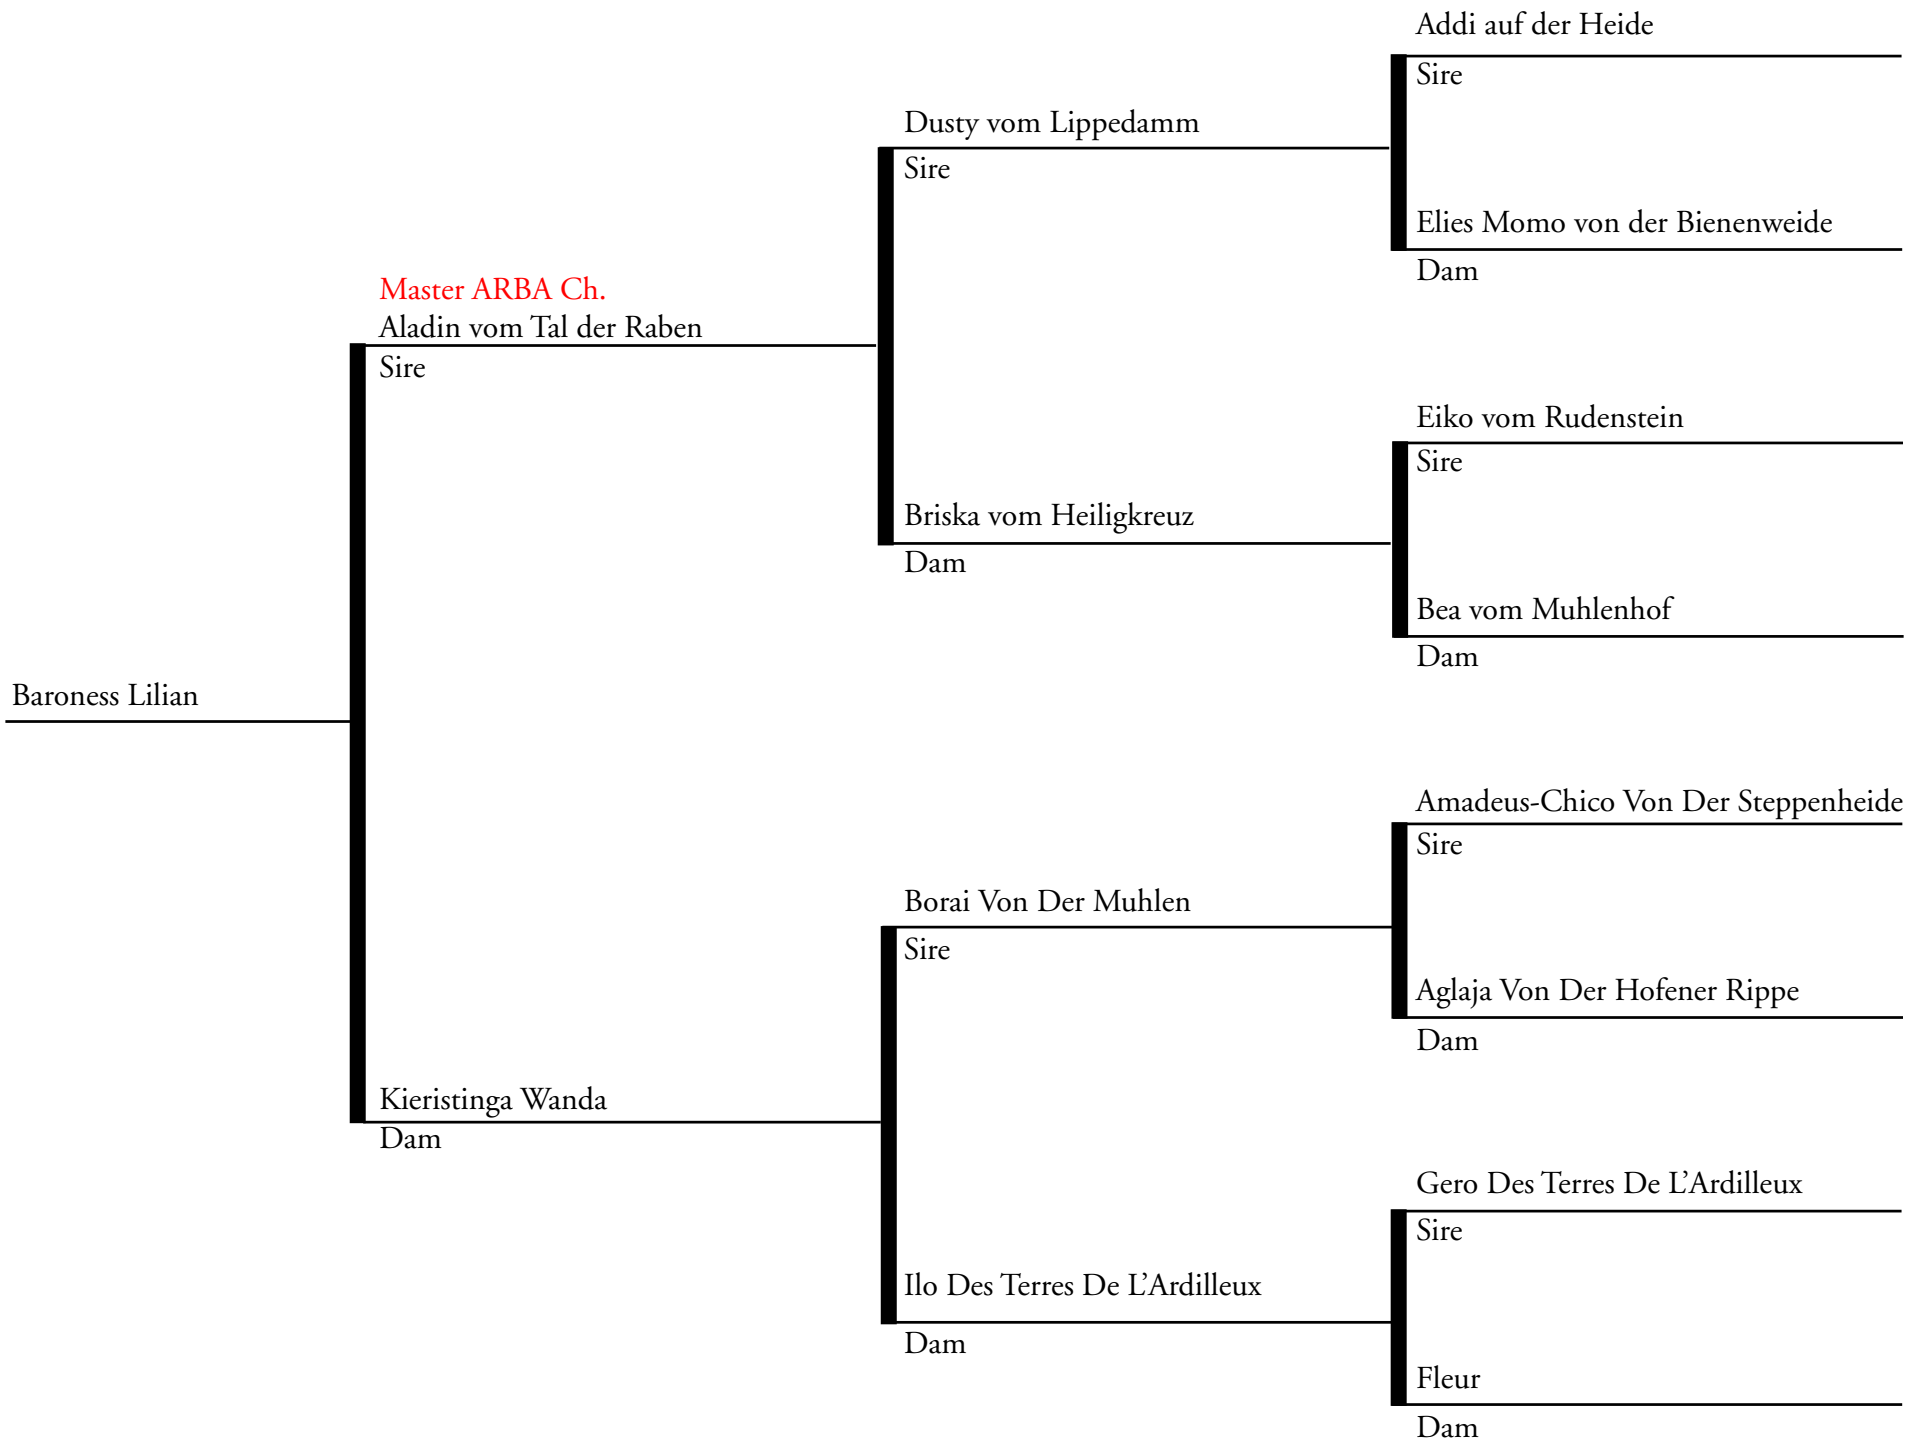 Addi auf der Heide
Sire
Dusty vom Lippedamm
Sire
Elies Momo von der Bienenweide
Dam
Master ARBA Ch.
Aladin vom Tal der Raben
Sire
Eiko vom Rudenstein
Sire
Briska vom Heiligkreuz
Dam
Bea vom Muhlenhof
Dam
Baroness Lilian
Amadeus-Chico Von Der Steppenheide
Sire
Borai Von Der Muhlen
Sire
Aglaja Von Der Hofener Rippe
Dam
Kieristinga Wanda
Dam
Gero Des Terres De L’Ardilleux
Sire
Ilo Des Terres De L’Ardilleux
Dam
Fleur
Dam